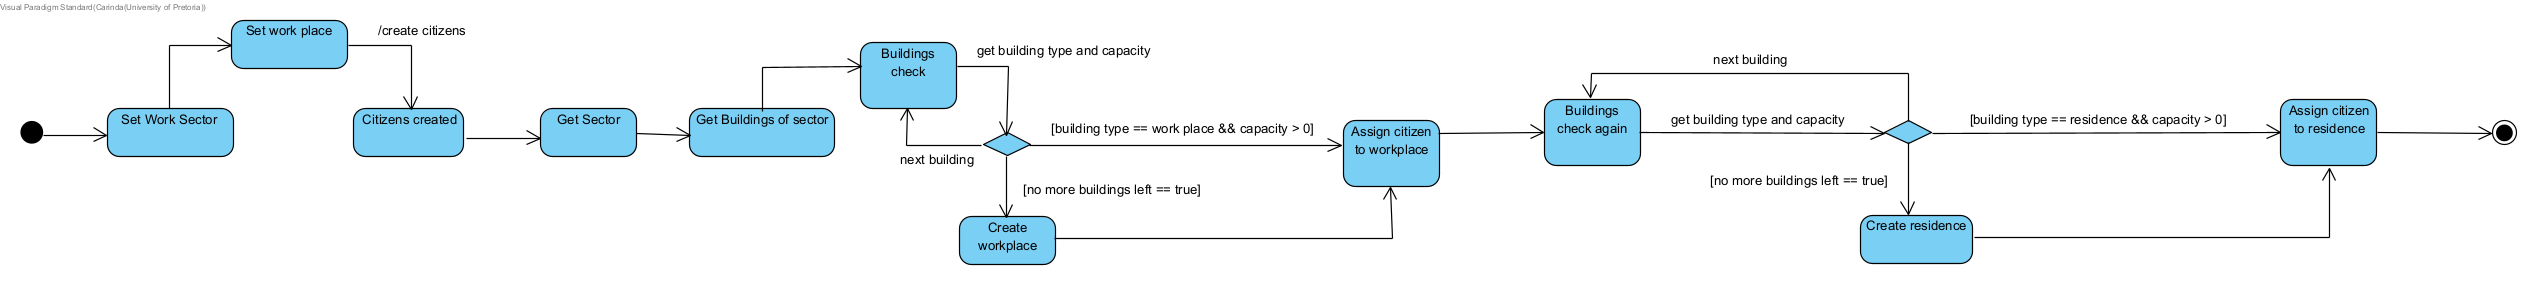 Visual Paradigm Standard(Carinda(University of Pretoria))
Set work place
/create citizens
Set Work Sector
Citizens created
Get Sector
Get Buildings of sector
Buildings
check
get building type and capacity
next building
[building type == work place && capacity > 0]
[no more buildings left == true]
Create
workplace
Assign citizen
to workplace
next building
Buildings
check again
get building type and capacity
[building type == residence && capacity > 0]
[no more buildings left == true]
Create residence
Assign citizen
to residence